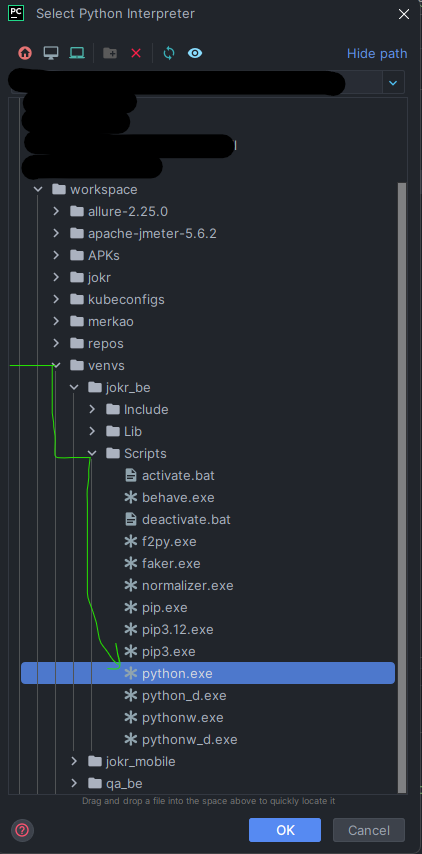 PC Select Python Interpreter
Hide path
workspace
allure-2.25.0
apache-jmeter-5.6.2
APKs
jokr
kubeconfigs
merkao
repos
venvs
jokr_be
Include
Lib
Scripts
activate.bat
behave.exe
deactivate.bat
f2py.exe
faker.exe
normalizer.exe
pip.exe
pip3.12.exe
pip3.exe
python.exe
python_d.exe
pythonw.exe
pythonw_d.exe
jokr_mobile
qa_be
Drag and drop a file into the space above to quickly locate it
? OK Cancel